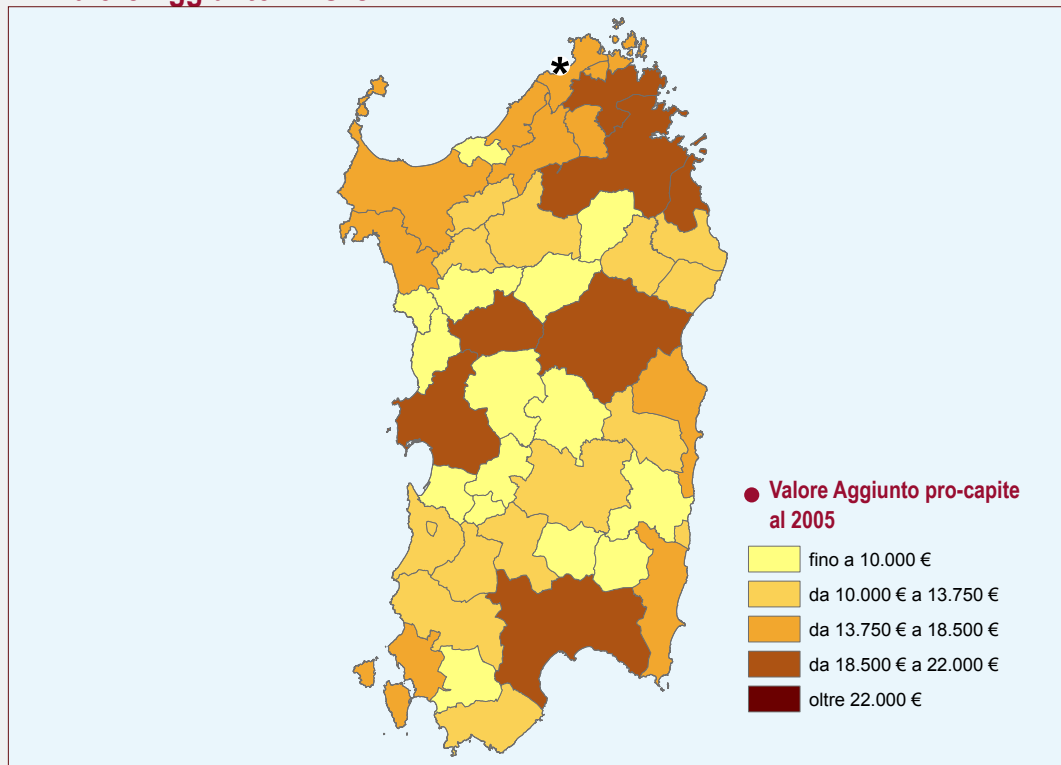 *
● Valore Aggiunto pro-capite
al 2005
fino a 10.000 €
da 10.000 € a 13.750 €
da 13.750 € a 18.500 €
da 18.500 € a 22.000 €
oltre 22.000 €